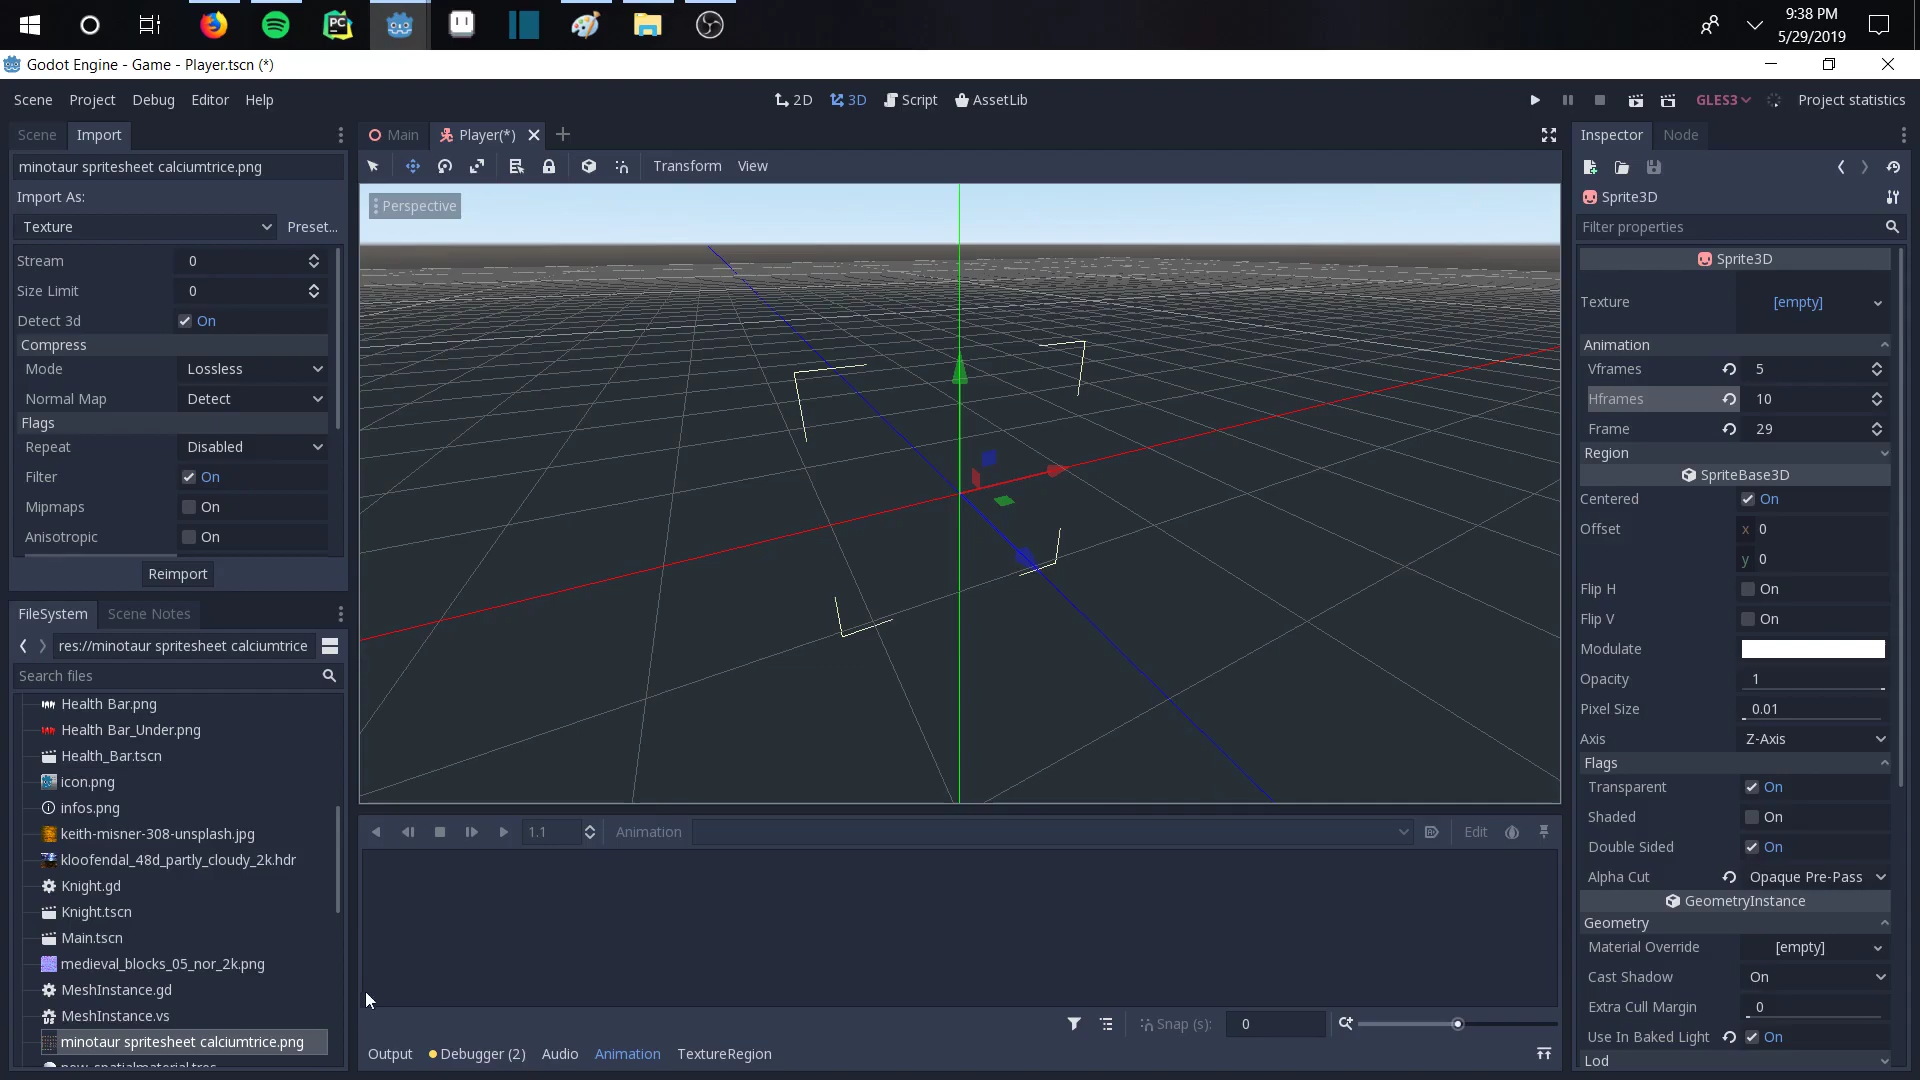 9:38 PM
5/29/2019
Godot Engine - Game - Player.tscn (*)
Scene Project Debug Editor Help
2D 3D Script AssetLib
GLES3 Project statistics
Scene Import
Main Player(*)
Inspector Node
minotaur spritesheet calciumtrice.png
Transform View
Import As:
Sprite3D
Texture Preset...
Perspective
Filter properties
Stream 0
Sprite3D
Size Limit 0
Texture [empty]
Detect 3d On
Compress
Animation
Mode Lossless
Vframes 5
Normal Map Detect
Hframes 10
Flags
Frame 29
Repeat Disabled
Region
Filter On
SpriteBase3D
Mipmaps On
Centered On
Anisotropic On
Offset x 0
y 0
Reimport
Flip H On
FileSystem Scene Notes
Flip V On
res://minotaur spritesheet calciumtrice
Modulate
Search files
Opacity 1
Health Bar.png
Pixel Size 0.01
Health Bar_Under.png
Axis Z-Axis
Health_Bar.tscn
Flags
icon.png
Transparent On
infos.png
Shaded On
keith-misner-308-unsplash.jpg
1.1 Animation Edit
Double Sided On
kloofendal_48d_partly_cloudy_2k.hdr
Alpha Cut Opaque Pre-Pass
Knight.gd
GeometryInstance
Knight.tscn
Geometry
Main.tscn
Material Override [empty]
medieval_blocks_05_nor_2k.png
Cast Shadow On
MeshInstance.gd
Extra Cull Margin 0
MeshInstance.vs
Snap (s): 0
Use In Baked Light On
minotaur spritesheet calciumtrice.png
Output Debugger (2) Audio Animation TextureRegion
Lod